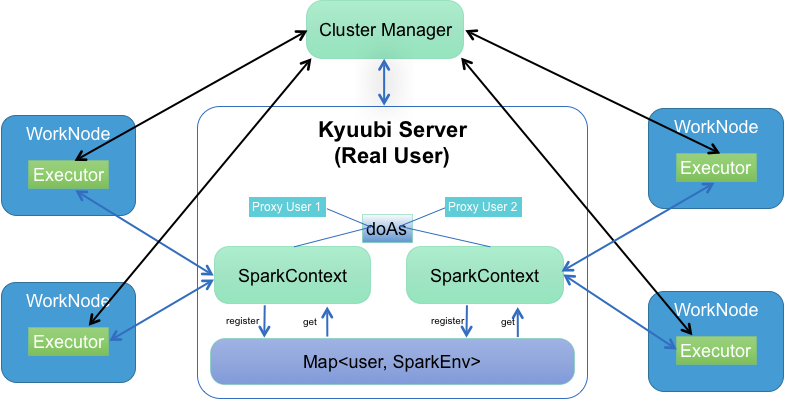 Cluster Manager
Kyuubi Server
(Real User)
WorkNode
Executor
WorkNode
Executor
Proxy User 1
Proxy User 2
doAs
SparkContext
SparkContext
WorkNode
Executor
WorkNode
Executor
register
get
register
get
Map<user, SparkEnv>